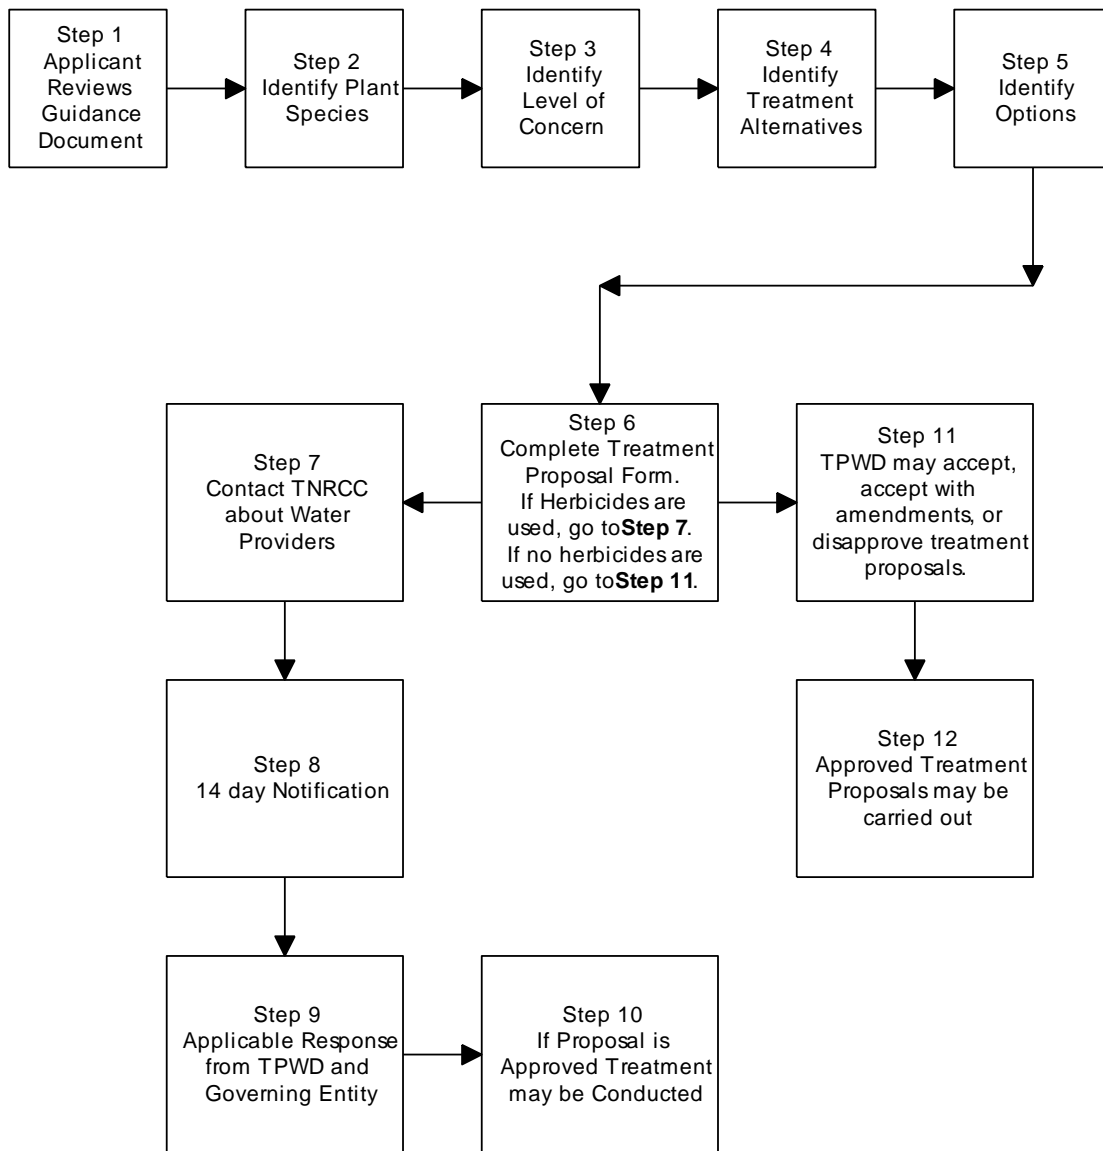 Step 1
Applicant
Reviews
Guidance
Document
Step 2
Identify Plant
Species
Step 3
Identify
Level of
Concern
Step 4
Identify
Treatment
Alternatives
Step 5
Identify
Options
Step 6
Complete Treatment
Proposal Form.
If Herbicides are
used, go to Step 7.
If no herbicides are
used, go to Step 11.
Step 7
Contact TNRCC
about Water
Providers
Step 11
TPWD may accept,
accept with
amendments, or
disapprove treatment
proposals.
Step 8
14 day Notification
Step 12
Approved Treatment
Proposals may be
carried out
Step 9
Applicable Response
from TPWD and
Governing Entity
Step 10
If Proposal is
Approved Treatment
may be Conducted